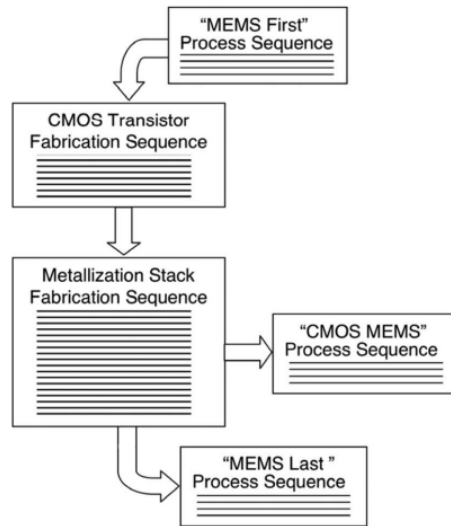 “MEMS First”
Process Sequence
CMOS Transistor
Fabrication Sequence
Metallization Stack
Fabrication Sequence
“CMOS MEMS”
Process Sequence
“MEMS Last ”
Process Sequence